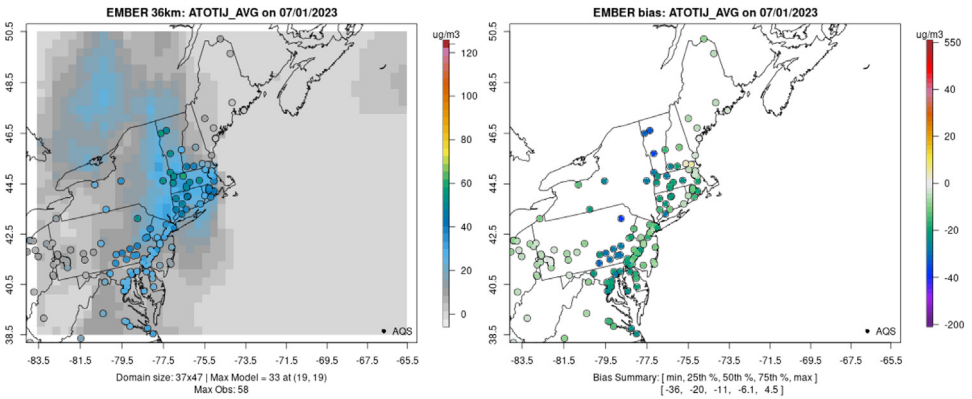 EMBER 36km: ATOTIJ_AVG on 07/01/2023
ug/m3
120
100
80
60
40
20
0
50.5
48.5
46.5
44.5
42.5
40.5
38.5
AQS
-83.5 -81.5 -79.5 -77.5 -75.5 -73.5 -71.5 -69.5 -67.5 -65.5
Domain size: 37x47 | Max Model = 33 at (19, 19)
Max Obs: 58
EMBER bias: ATOTIJ_AVG on 07/01/2023
ug/m3
550
40
20
0
-20
-40
-200
50.5
48.5
46.5
44.5
42.5
40.5
38.5
AQS
-83.5 -81.5 -79.5 -77.5 -75.5 -73.5 -71.5 -69.5 -67.5 -65.5
Bias Summary: [ min, 25th %, 50th %, 75th %, max ]
[ -36, -20, -11, -6.1, 4.5 ]